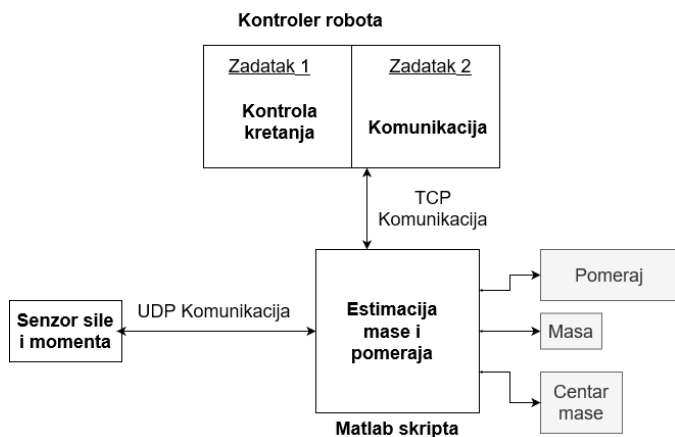 Kontroler robota
Zadatak 1
Kontrola
kretanja
Zadatak 2
Komunikacija
TCP
Komunikacija
Senzor sile
i momenta
UDP Komunikacija
Estimacija
mase i
pomeraja
Matlab skripta
Pomeraj
Masa
Centar
mase